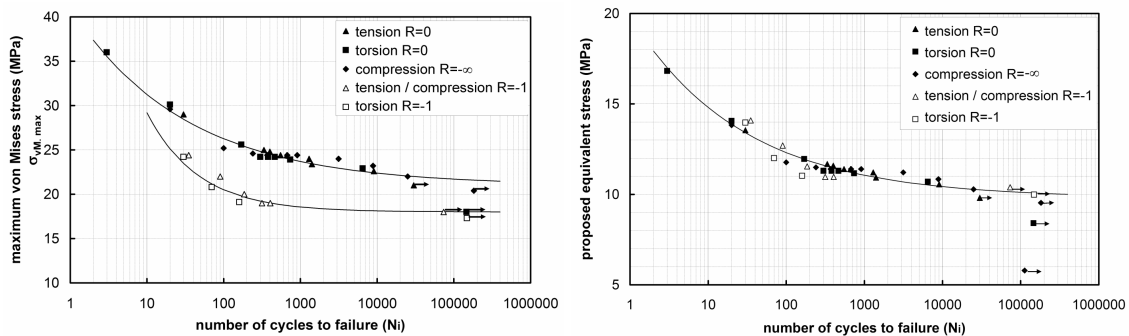 40
35
30
25
20
15
10
maximum von Mises stress (MPa)
σvM, max
tension R=0
torsion R=0
compression R=-∞
tension / compression R=-1
torsion R=-1
1 10 100 1000 10000 100000 1000000
number of cycles to failure (Ni)
20
15
10
5
proposed equivalent stress (MPa)
tension R=0
torsion R=0
compression R=-∞
tension / compression R=-1
torsion R=-1
1 10 100 1000 10000 100000 1000000
number of cycles to failure (Ni)